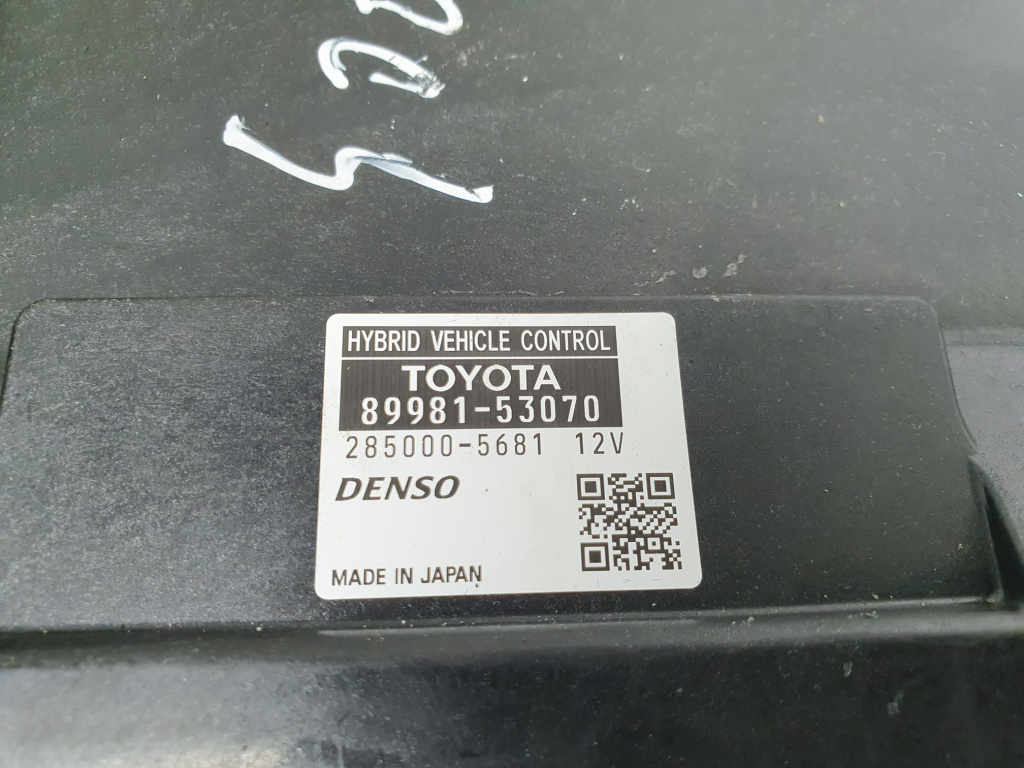 HYBRID VEHICLE CONTROL
TOYOTA
89981-53070
285000-5681 12V
DENSO
MADE IN JAPAN